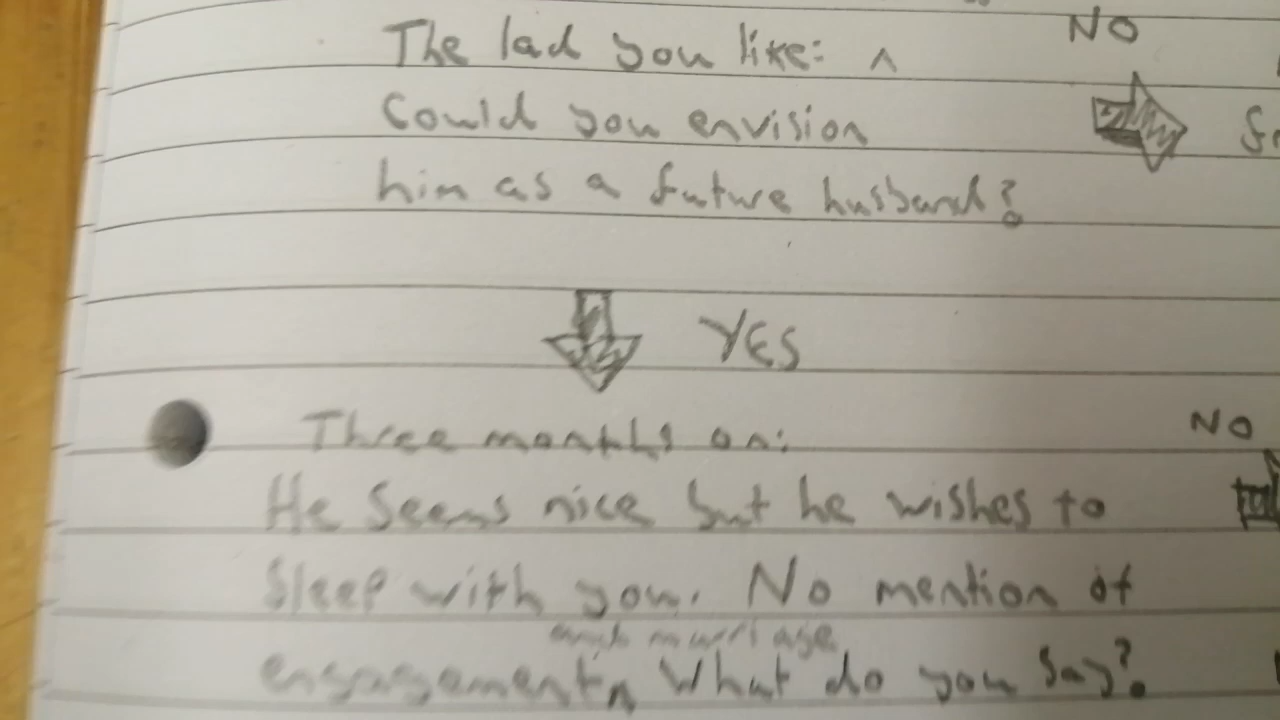 NO
The lad you like: ^
Could you envision
him as a future husband?
YES
Three months on:
NO
He seems nice but he wishes to
sleep with you. No mention of
and marriage
engagement ^ What do you say?